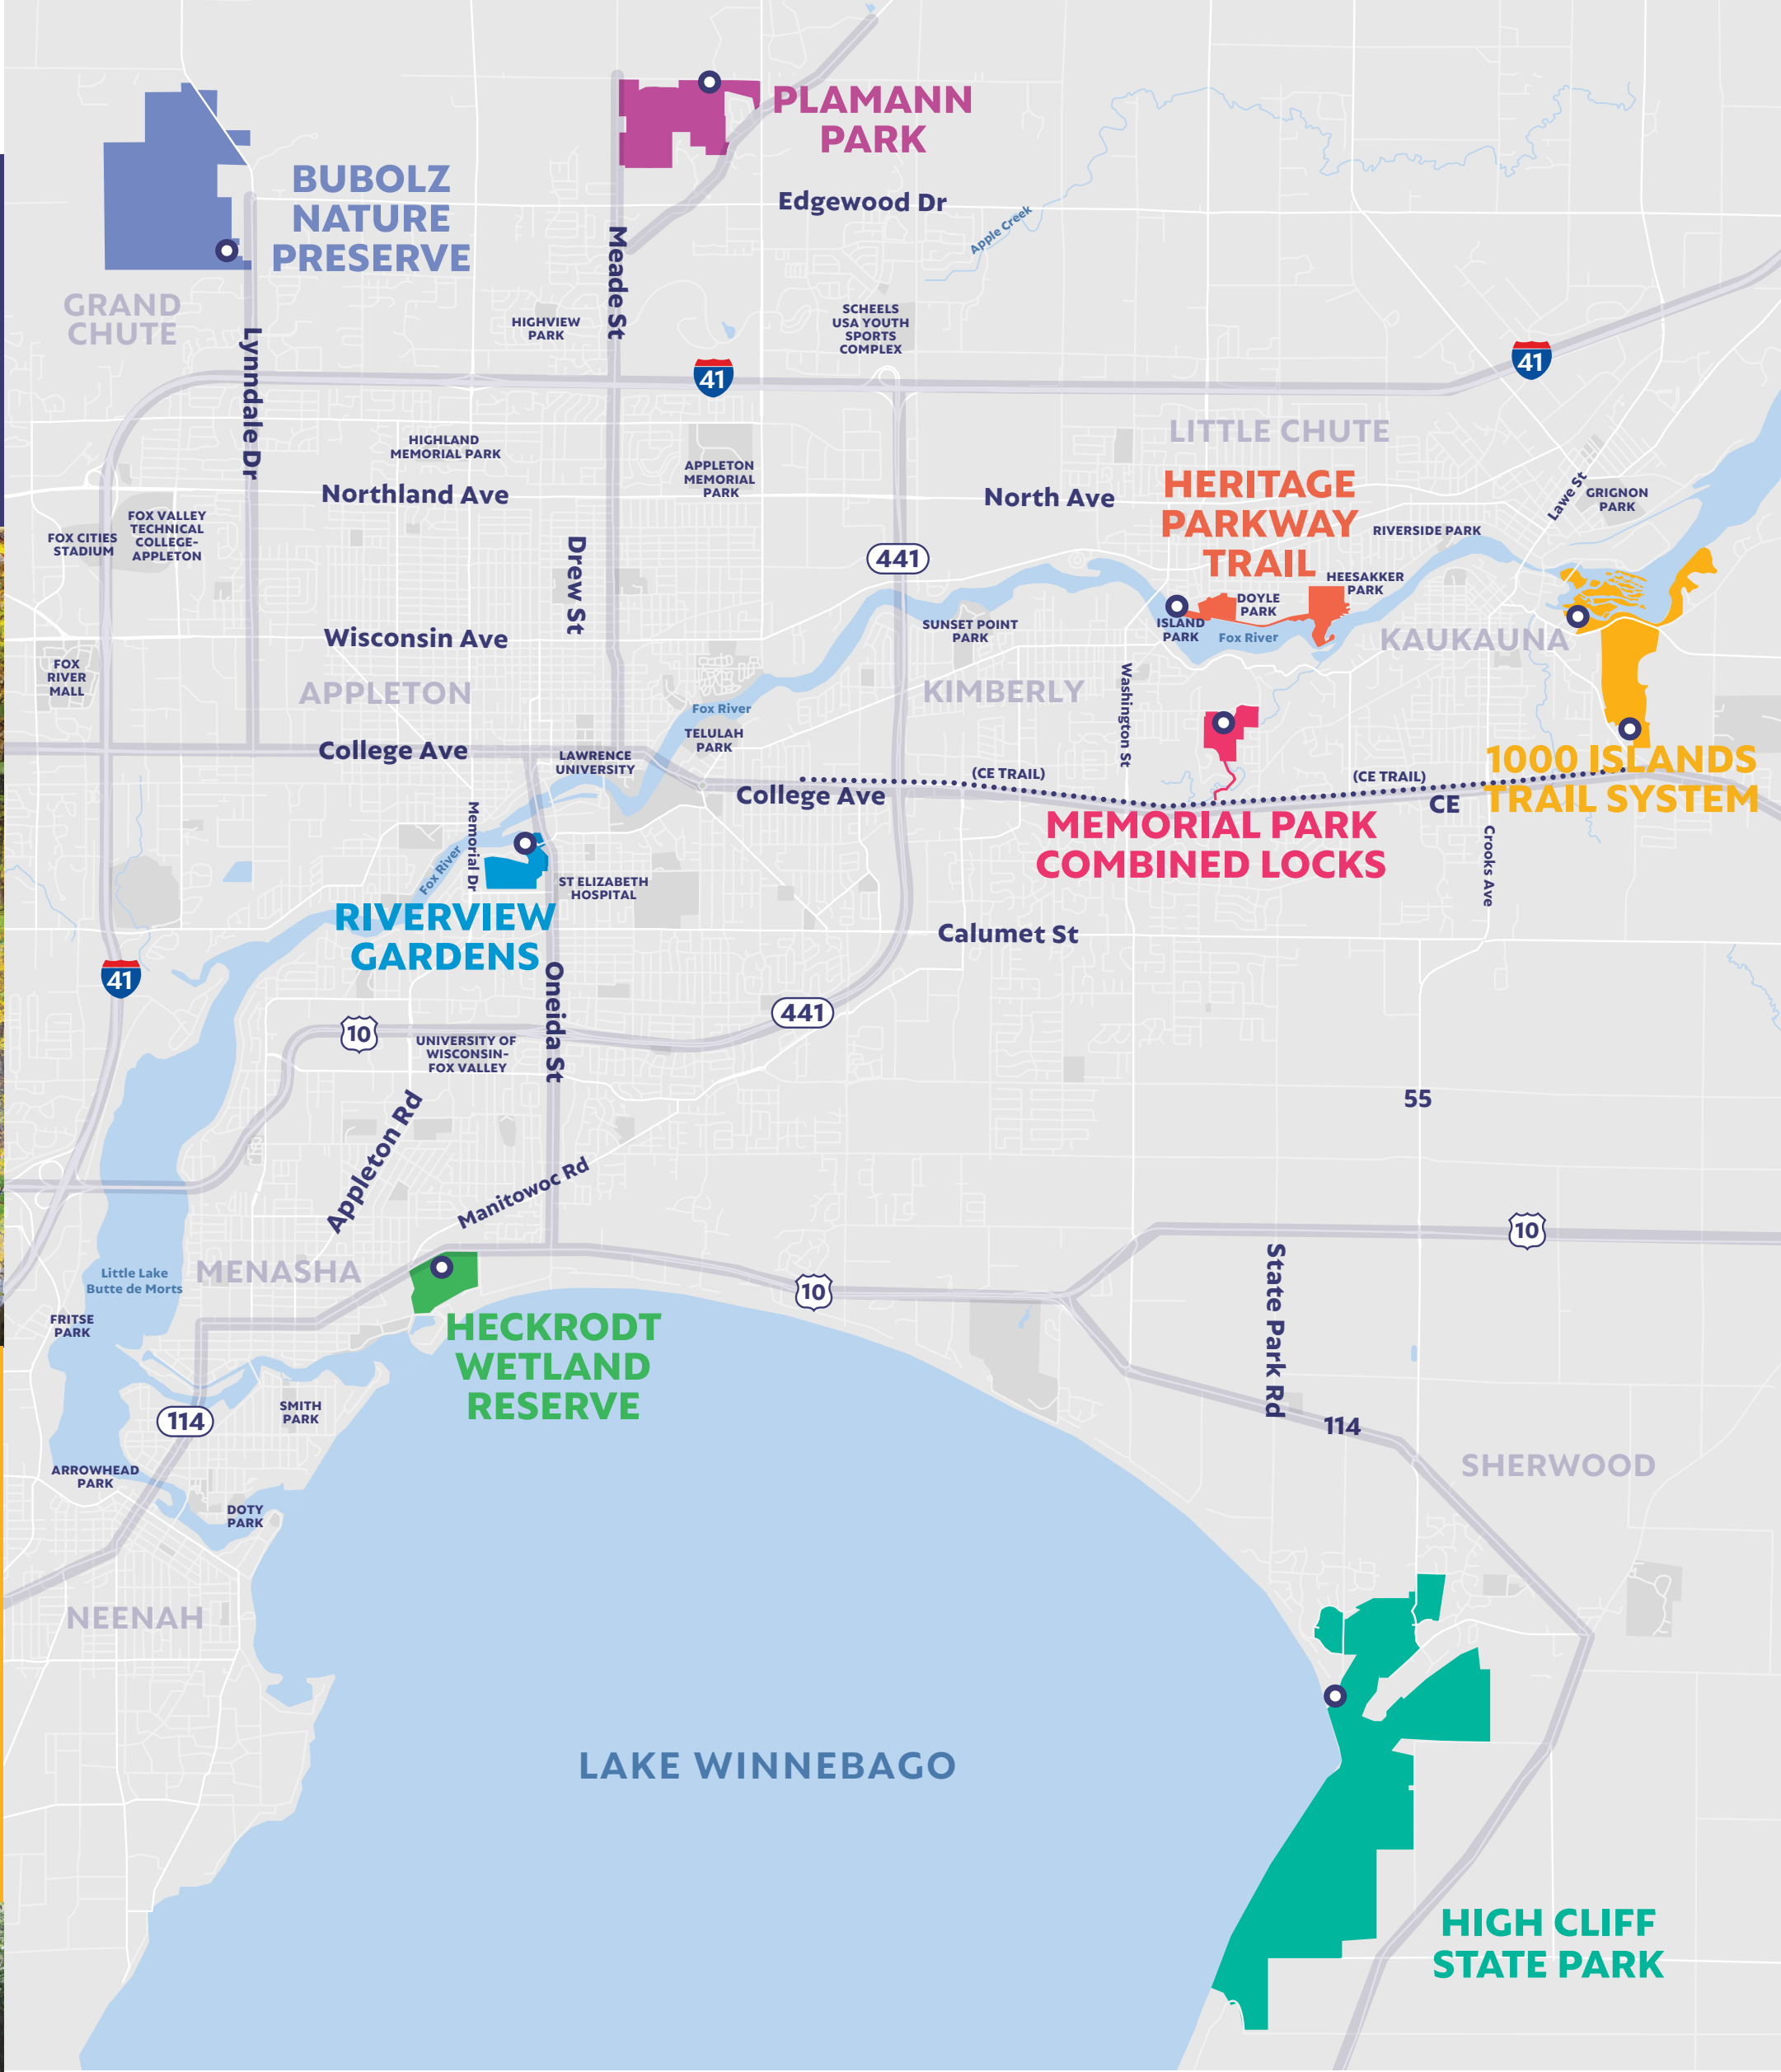 PLAMANN
PARK
BUBOLZ
NATURE
PRESERVE
Edgewood Dr
Apple Creek
Meade St
GRAND
CHUTE
HIGHVIEW
PARK
SCHEELS
USA YOUTH
SPORTS
COMPLEX
Lynndale Dr
41
41
LITTLE CHUTE
HIGHLAND
MEMORIAL PARK
APPLETON
MEMORIAL
PARK
Northland Ave
North Ave
HERITAGE
PARKWAY
TRAIL
Lawe St
GRIGNON
PARK
RIVERSIDE PARK
FOX CITIES
STADIUM
FOX VALLEY
TECHNICAL
COLLEGE-
APPLETON
Drew St
441
HEESAKKER
PARK
DOYLE
PARK
ISLAND
PARK
Fox River
SUNSET POINT
PARK
KAUKAUNA
Wisconsin Ave
FOX
RIVER
MALL
APPLETON
KIMBERLY
Washington St
Fox River
TELULAH
PARK
College Ave
LAWRENCE
UNIVERSITY
College Ave
(CE TRAIL)
(CE TRAIL)
CE
1000 ISLANDS
TRAIL SYSTEM
MEMORIAL PARK
COMBINED LOCKS
Crooks Ave
Memorial Dr
Fox River
ST ELIZABETH
HOSPITAL
RIVERVIEW
GARDENS
Calumet St
41
Oneida St
441
10
UNIVERSITY OF
WISCONSIN-
FOX VALLEY
55
Appleton Rd
Manitowoc Rd
10
State Park Rd
Little Lake
Butte de Morts
MENASHA
10
FRITSE
PARK
HECKRODT
WETLAND
RESERVE
SMITH
PARK
114
114
ARROWHEAD
PARK
SHERWOOD
DOTY
PARK
NEENAH
LAKE WINNEBAGO
HIGH CLIFF
STATE PARK